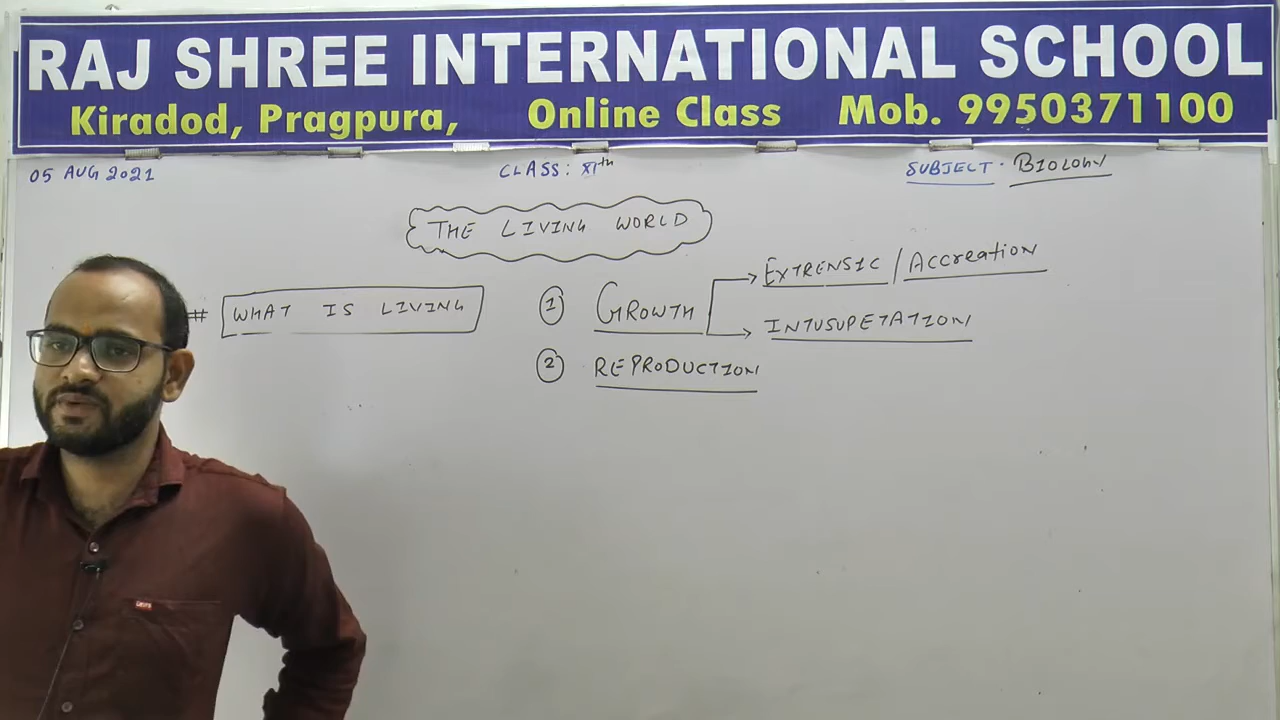 RAJ SHREE INTERNATIONAL SCHOOL
Kiradod, Pragpura, Online Class Mob. 9950371100
05 AUG 2021 CLASS: XIth SUBJECT - BIOLOGY
THE LIVING WORLD
# WHAT IS LIVING
① GROWTH
EXTRENSIC / ACCREATION
INTUSUPETATION
② REPRODUCTION